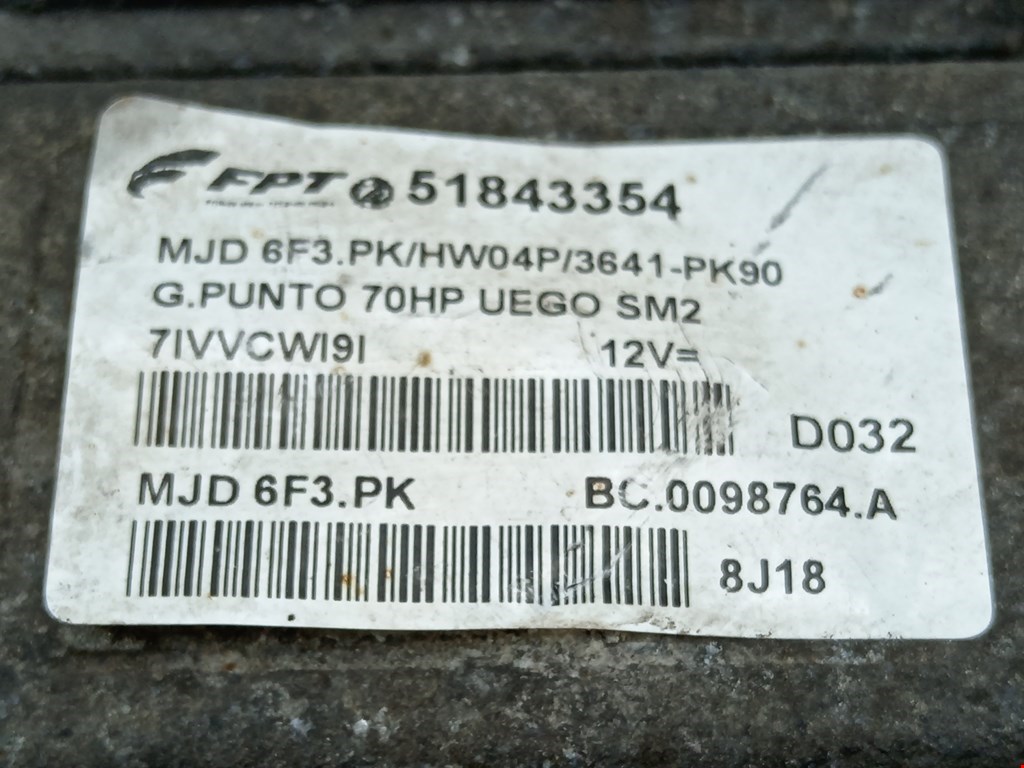 FPT 51843354
MJD 6F3.PK/HW04P/3641-PK90
G.PUNTO 70HP UEGO SM2
7IVVCWI9I 12V=
D032
MJD 6F3.PK BC.0098764.A
8J18